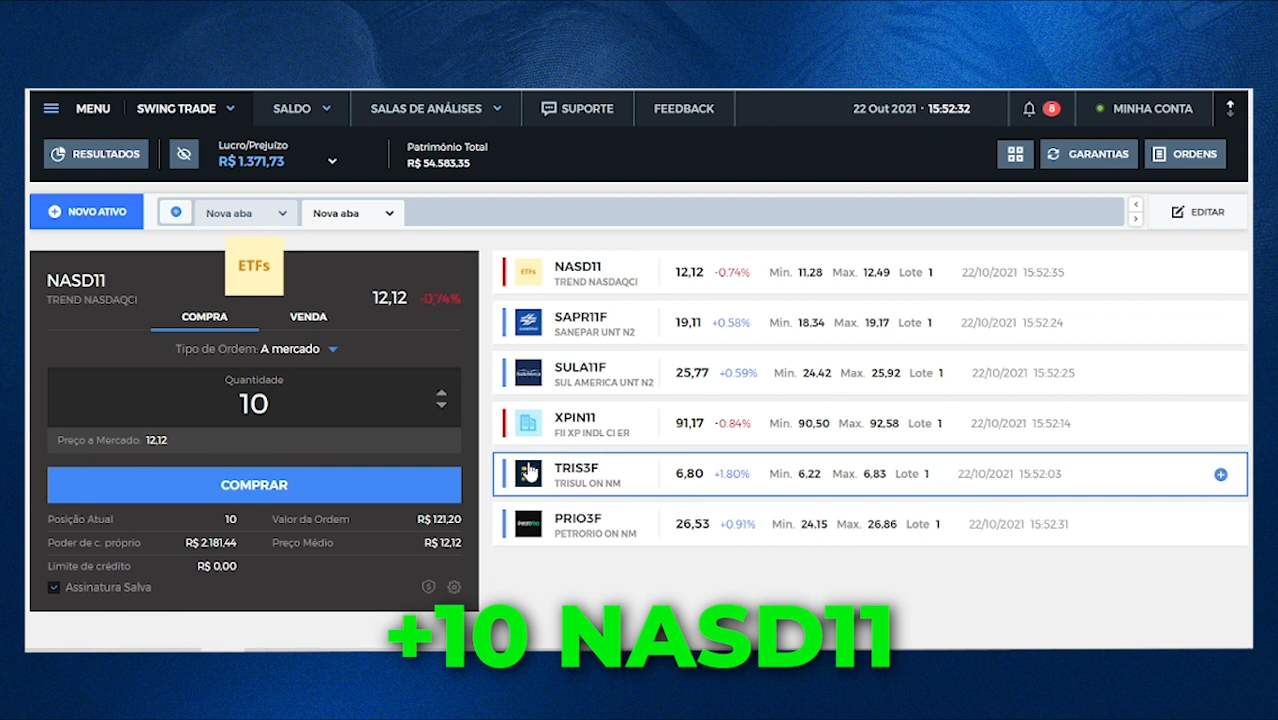 MENU SWING TRADE SALDO SALAS DE ANÁLISES SUPORTE FEEDBACK 22 Out 2021 · 15:52:32 8 MINHA CONTA
RESULTADOS Lucro/Prejuízo R$ 1.371,73 Patrimônio Total R$ 54.583,35 GARANTIAS ORDENS
NOVO ATIVO Nova aba Nova aba EDITAR
NASD11
TREND NASDAQCI
ETFs
12,12 -0,74%
COMPRA VENDA
Tipo de Ordem: A mercado
Quantidade
10
Preço a Mercado: 12,12
COMPRAR
Posição Atual 10 Valor da Ordem R$ 121,20
Poder de c. próprio R$ 2.181,44 Preço Médio R$ 12,12
Limite de crédito R$ 0,00
Assinatura Salva
ETFs NASD11 12,12 -0.74% Min. 11,28 Max. 12,49 Lote 1 22/10/2021 15:52:35
TREND NASDAQCI
SAPR11F 19,11 +0.58% Min. 18,34 Max. 19,17 Lote 1 22/10/2021 15:52:24
SANEPAR UNT N2
SULA11F 25,77 +0.59% Min. 24,42 Max. 25,92 Lote 1 22/10/2021 15:52:25
SUL AMERICA UNT N2
XPIN11 91,17 -0.84% Min. 90,50 Max. 92,58 Lote 1 22/10/2021 15:52:14
FII XP INDL CI ER
TRIS3F 6,80 +1.80% Min. 6,22 Max. 6,83 Lote 1 22/10/2021 15:52:03
TRISUL ON NM
PRIO3F 26,53 +0.91% Min. 24,15 Max. 26,86 Lote 1 22/10/2021 15:52:31
PETRORIO ON NM
+10 NASD11